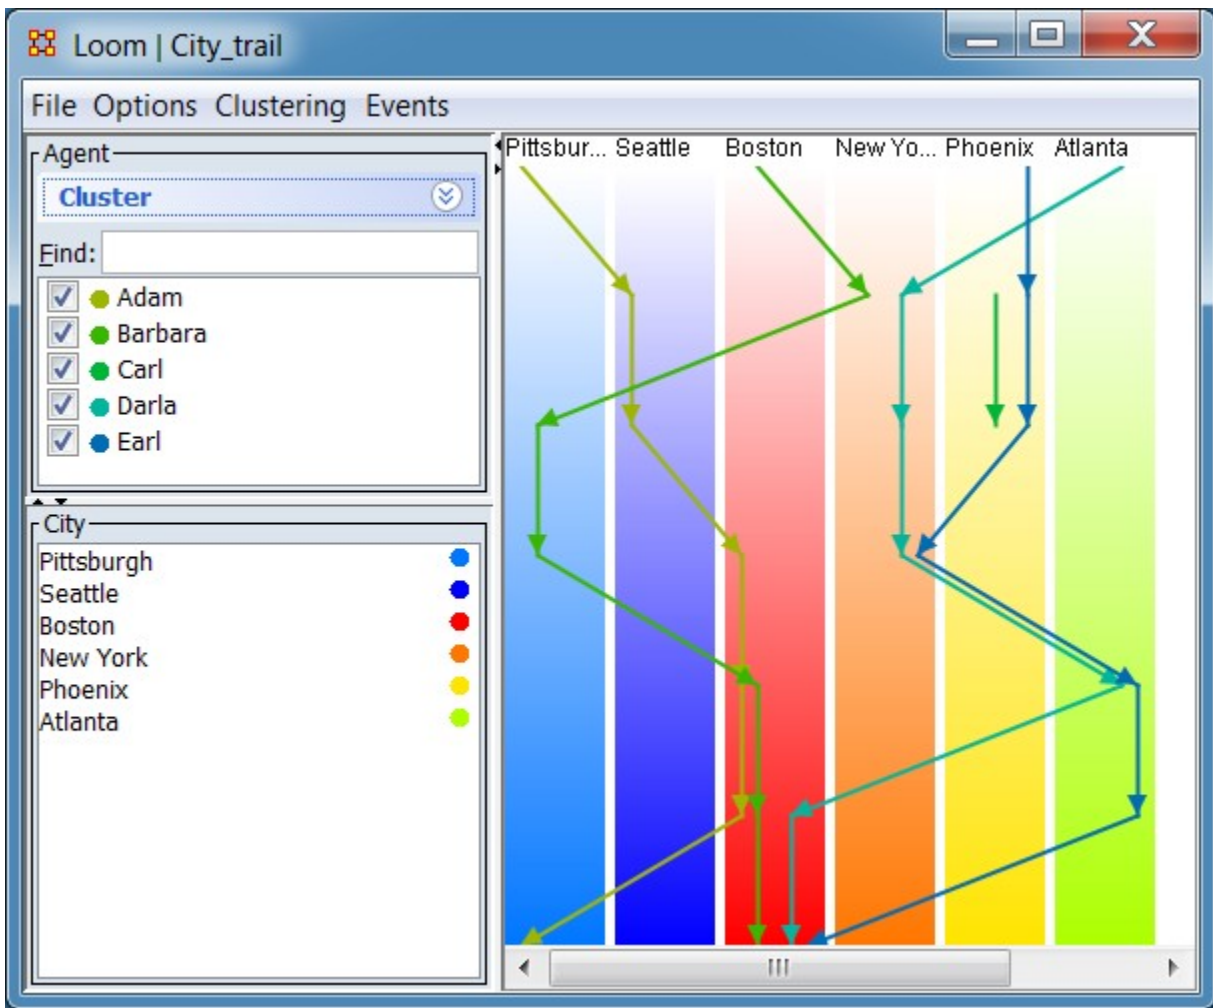 Loom | City_trail
File Options Clustering Events
Agent
Cluster
Find:
Adam
Barbara
Carl
Darla
Earl
City
Pittsburgh
Seattle
Boston
New York
Phoenix
Atlanta
Pittsbur... Seattle Boston New Yo... Phoenix Atlanta